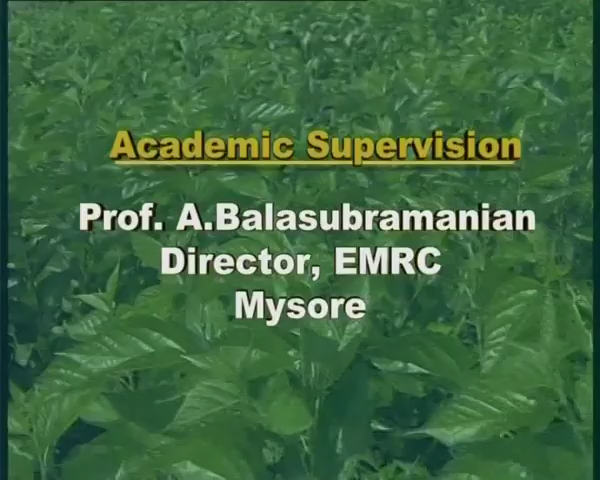 Academic Supervision
Prof. A.Balasubramanian
Director, EMRC
Mysore